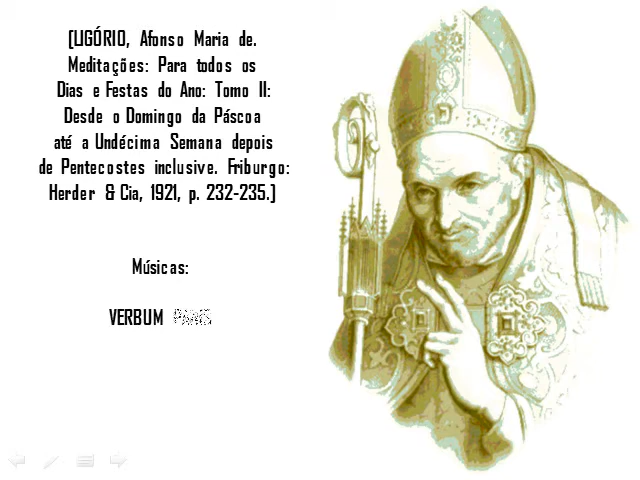 [LIGÓRIO, Afonso Maria de.
Meditações: Para todos os
Dias e Festas do Ano: Tomo II:
Desde o Domingo da Páscoa
até a Undécima Semana depois
de Pentecostes inclusive. Friburgo:
Herder & Cia, 1921, p. 232-235.]
Músicas:
VERBUM